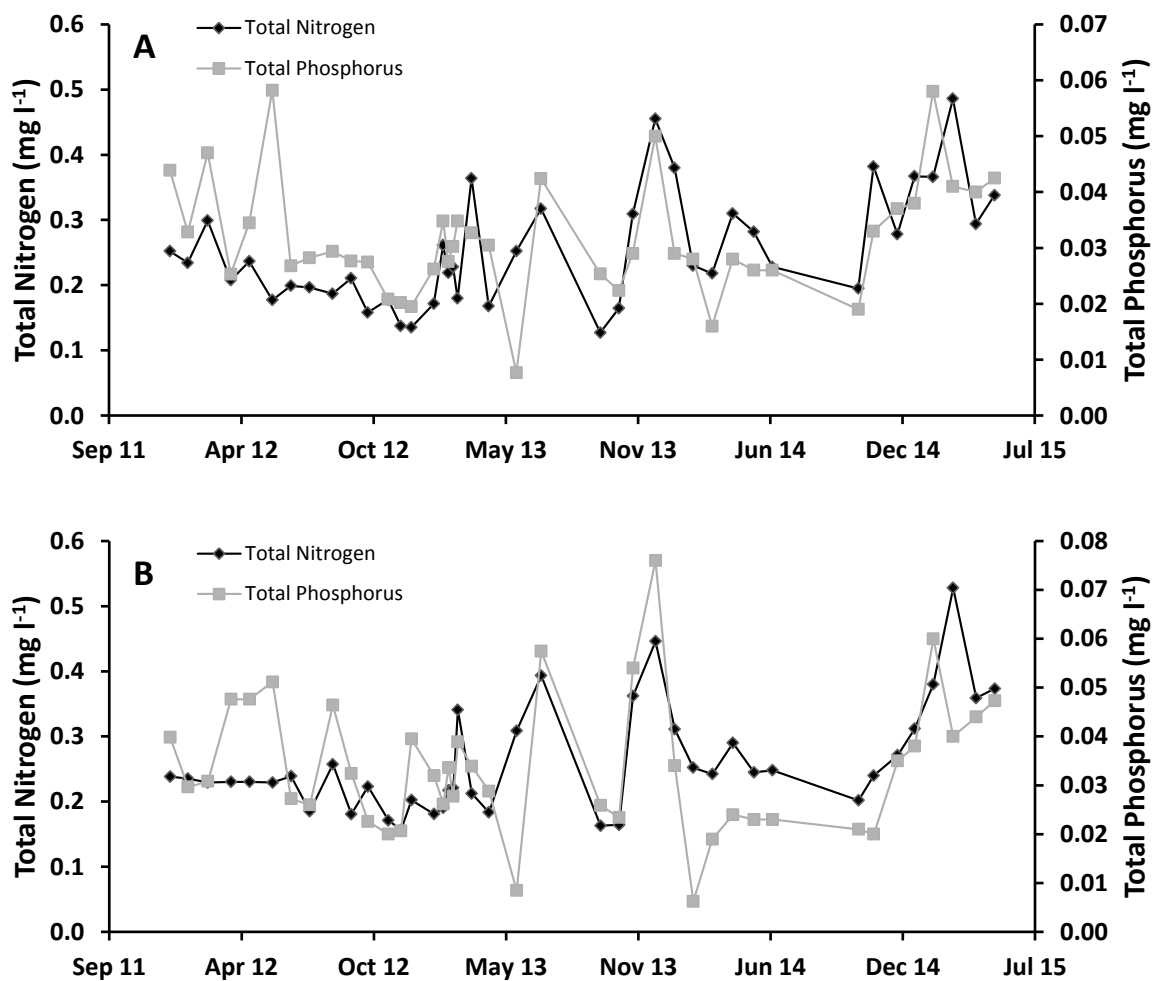 A
Total Nitrogen
Total Phosphorus
Total Nitrogen (mg l-1)
0.6
0.5
0.4
0.3
0.2
0.1
0.0
Total Phosphorus (mg l-1)
0.07
0.06
0.05
0.04
0.03
0.02
0.01
0.00
Sep 11 Apr 12 Oct 12 May 13 Nov 13 Jun 14 Dec 14 Jul 15
B
Total Nitrogen
Total Phosphorus
Total Nitrogen (mg l-1)
0.6
0.5
0.4
0.3
0.2
0.1
0.0
Total Phosphorus (mg l-1)
0.08
0.07
0.06
0.05
0.04
0.03
0.02
0.01
0.00
Sep 11 Apr 12 Oct 12 May 13 Nov 13 Jun 14 Dec 14 Jul 15